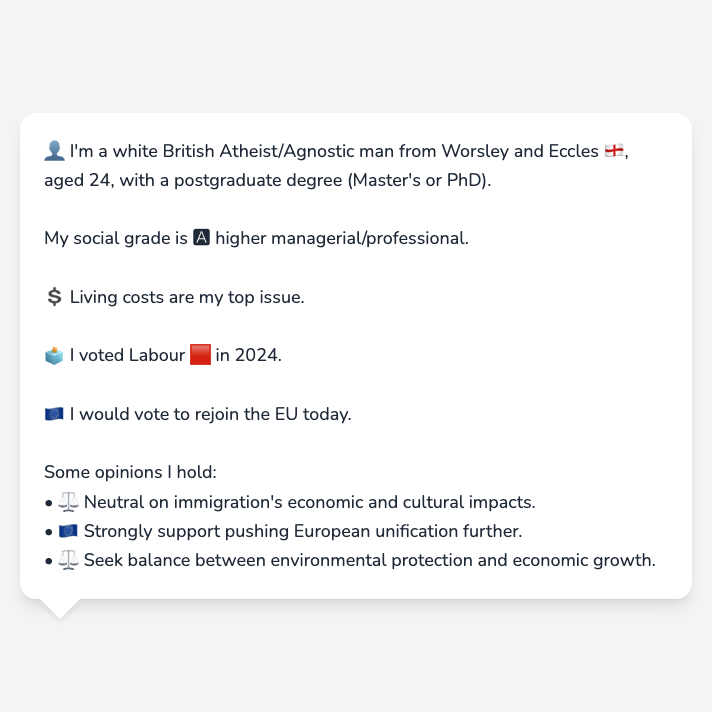 👤 I'm a white British Atheist/Agnostic man from Worsley and Eccles 🏴󠁧󠁢󠁥󠁮󠁧󠁿,
aged 24, with a postgraduate degree (Master's or PhD).
My social grade is 🅰 higher managerial/professional.
💲 Living costs are my top issue.
🗳️ I voted Labour 🟥 in 2024.
🇪🇺 I would vote to rejoin the EU today.
Some opinions I hold:
• ⚖️ Neutral on immigration's economic and cultural impacts.
• 🇪🇺 Strongly support pushing European unification further.
• ⚖️ Seek balance between environmental protection and economic growth.